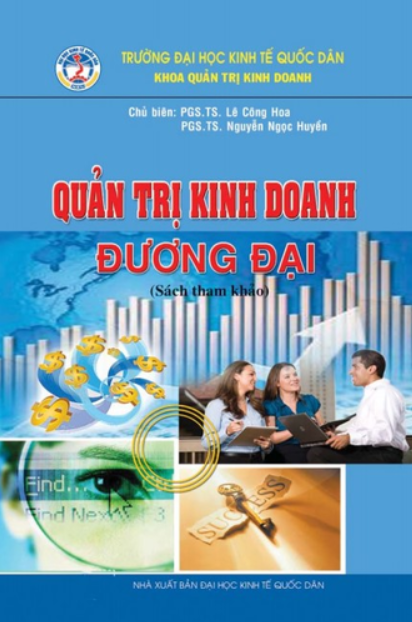 TRƯỜNG ĐẠI HỌC KINH TẾ QUỐC DÂN
KHOA QUẢN TRỊ KINH DOANH
Chủ biên: PGS.TS. Lê Công Hoa
PGS.TS. Nguyễn Ngọc Huyền
QUẢN TRỊ KINH DOANH
ĐƯƠNG ĐẠI
(Sách tham khảo)
Find...
Find Next F3
SUCCESS
NHÀ XUẤT BẢN ĐẠI HỌC KINH TẾ QUỐC DÂN